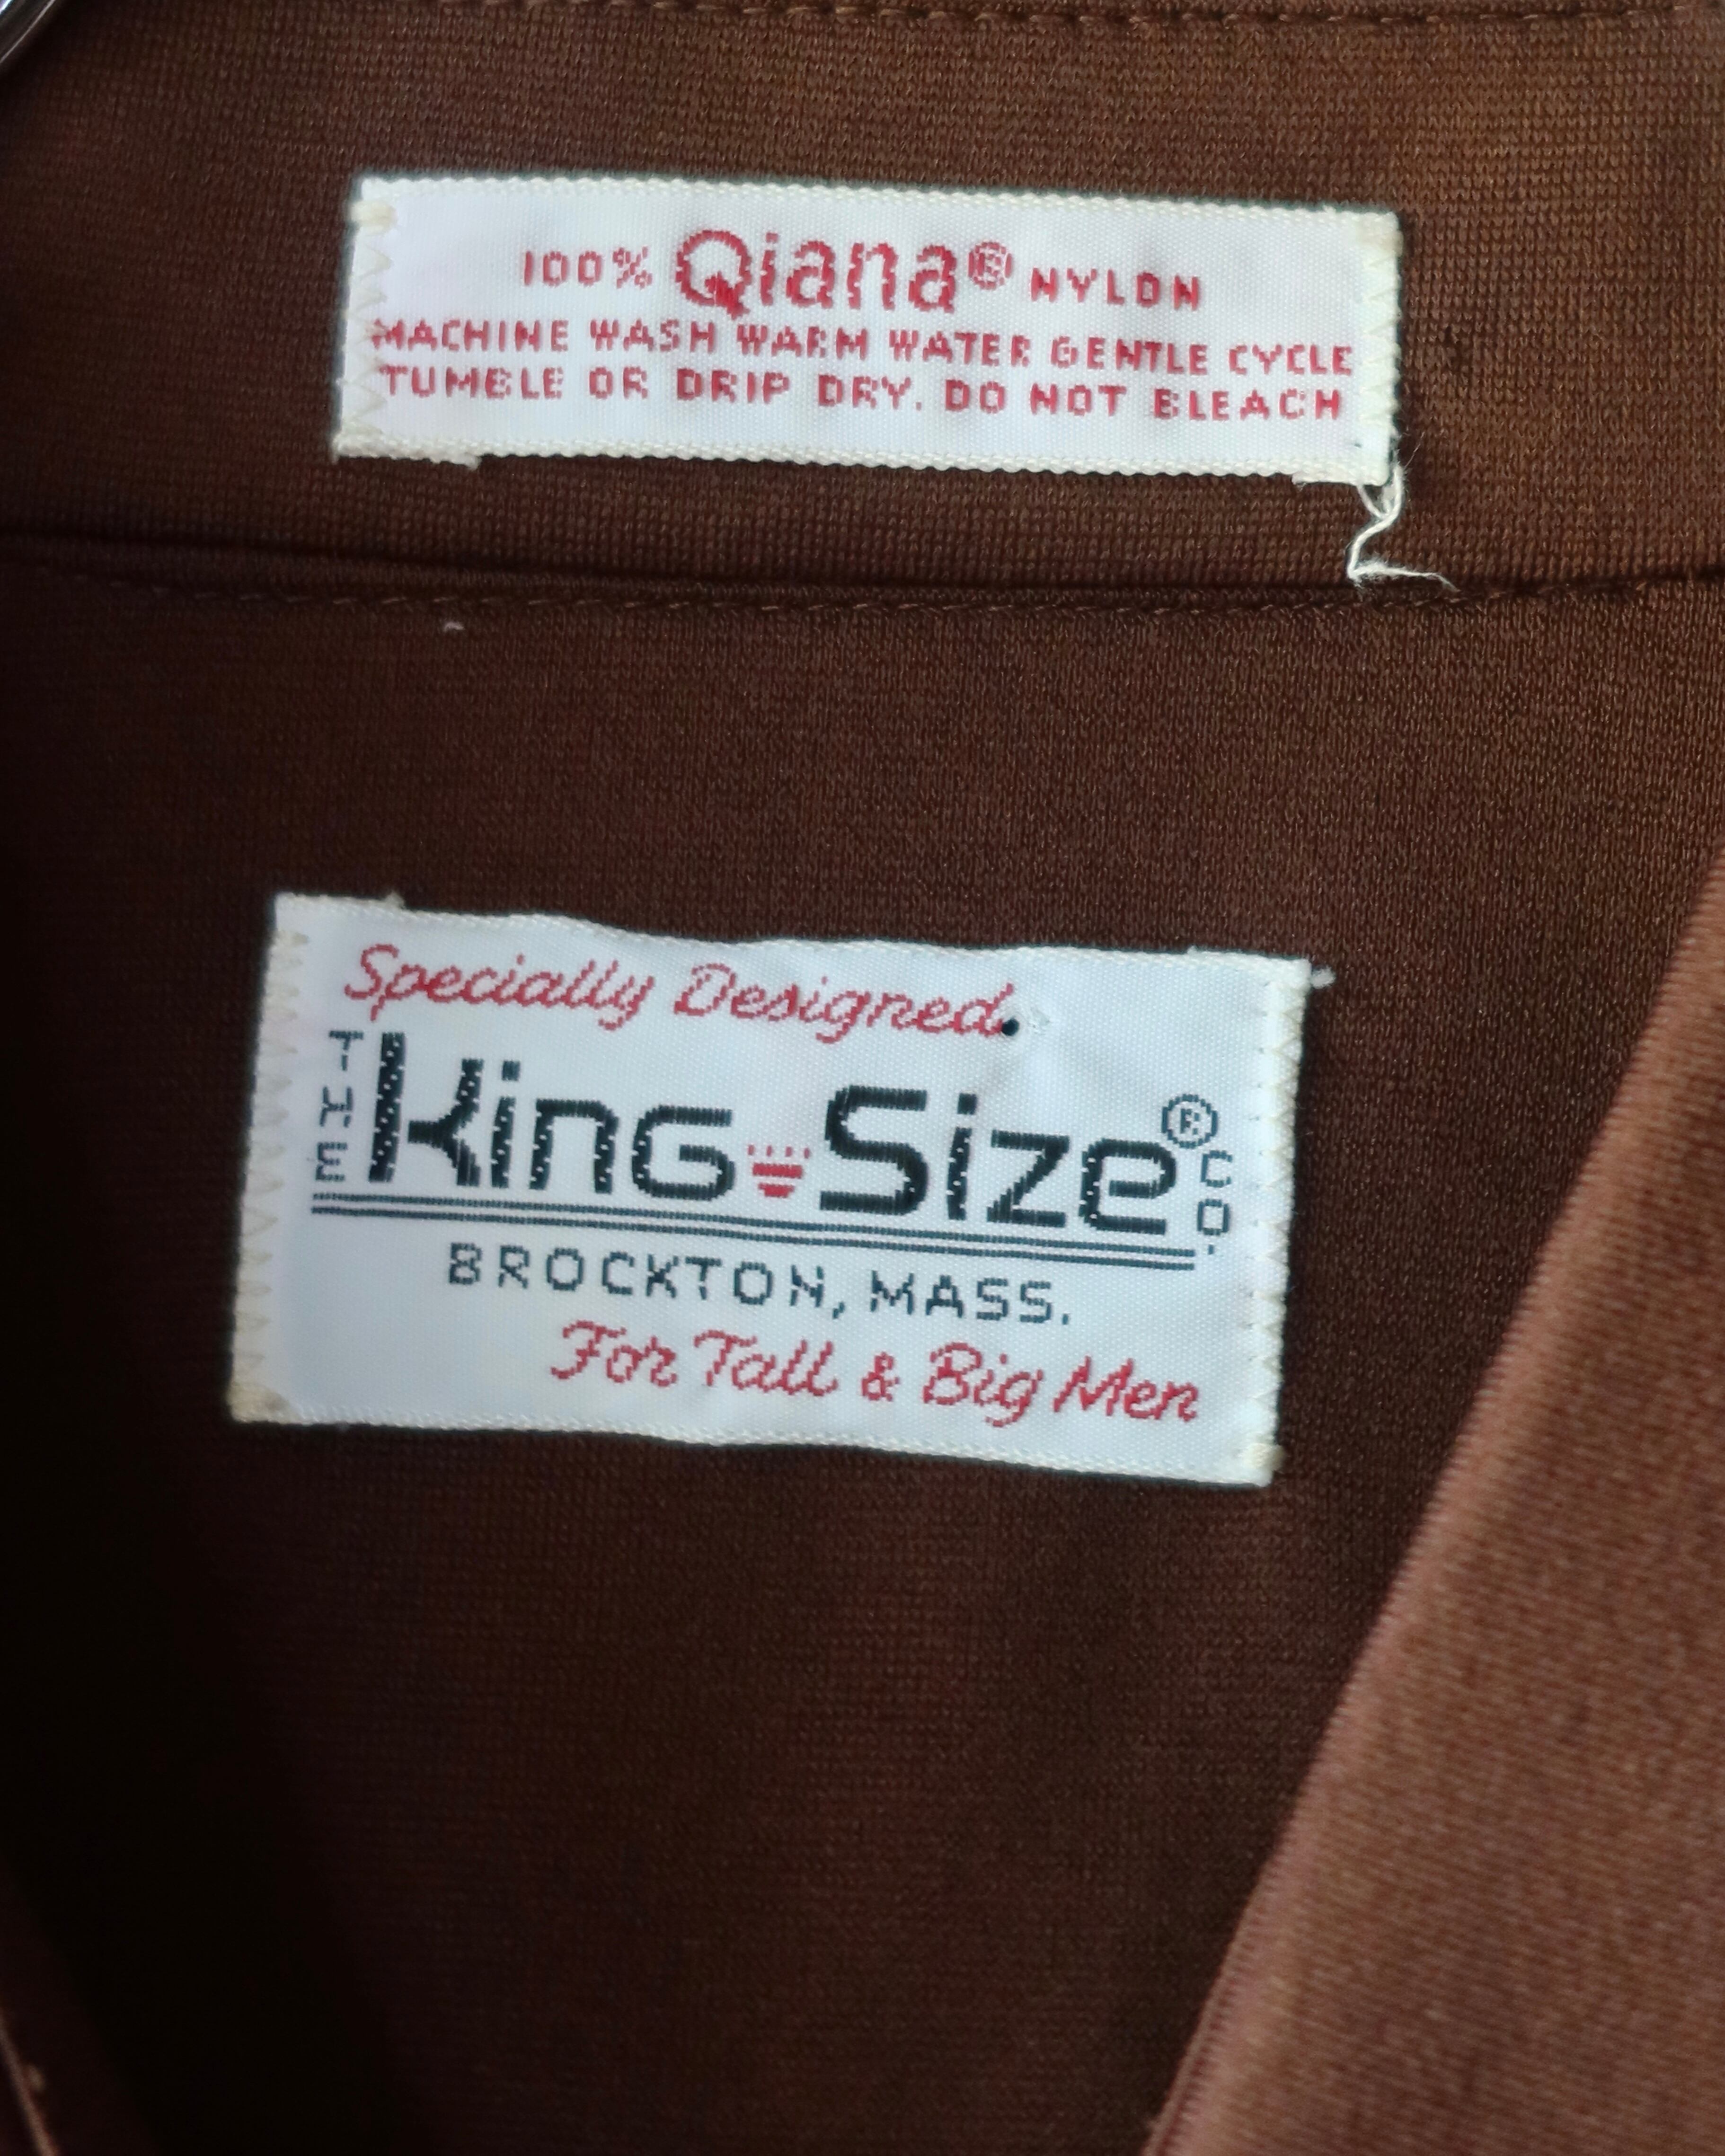 100% Qiana® NYLON
MACHINE WASH WARM WATER GENTLE CYCLE
TUMBLE OR DRIP DRY. DO NOT BLEACH
Specially Designed
THE King-Size® CO.
BROCKTON, MASS.
For Tall & Big Men